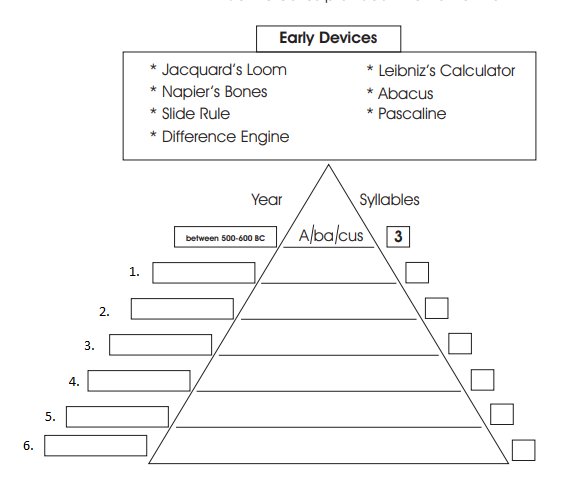 Early Devices
* Jacquard's Loom
* Napier's Bones
* Slide Rule
* Difference Engine
* Leibniz's Calculator
* Abacus
* Pascaline
Year Syllables
between 500-600 BC A/ba/cus 3
1.
2.
3.
4.
5.
6.